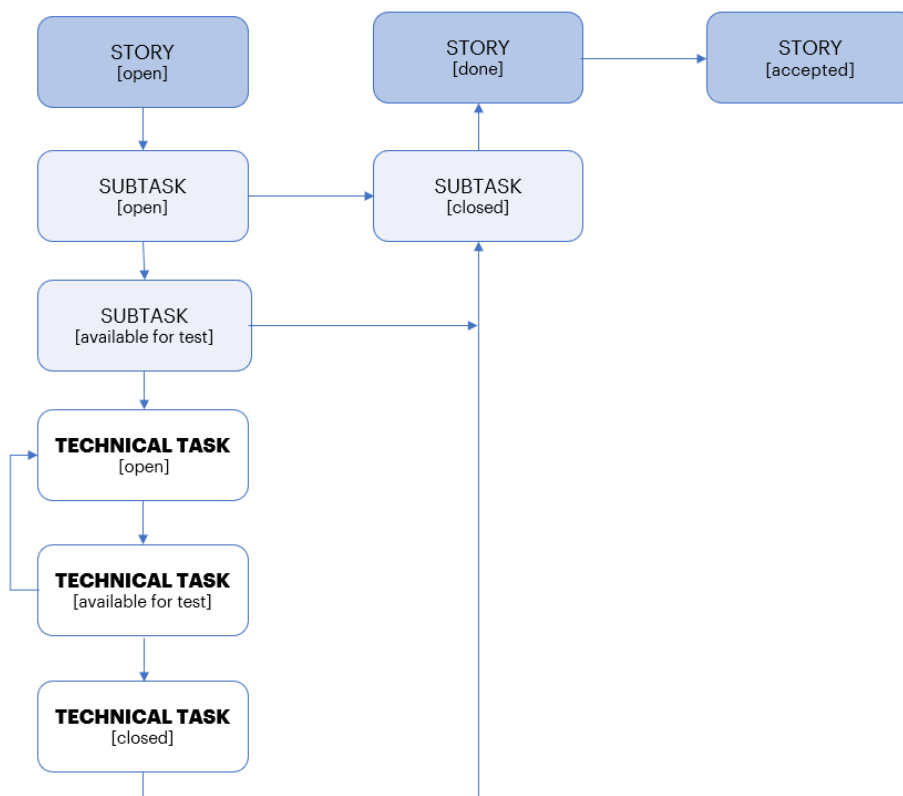 STORY
[open]
STORY
[done]
STORY
[accepted]
SUBTASK
[open]
SUBTASK
[closed]
SUBTASK
[available for test]
TECHNICAL TASK
[open]
TECHNICAL TASK
[available for test]
TECHNICAL TASK
[closed]